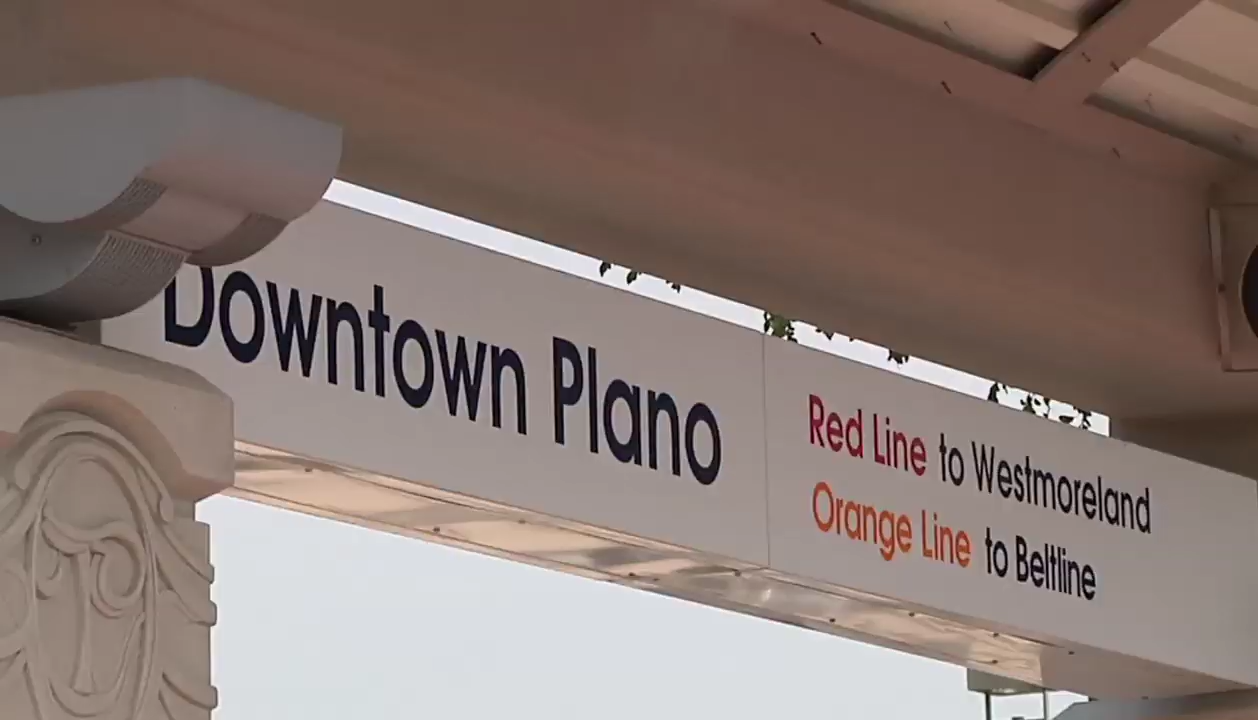 Downtown Plano
Red Line to Westmoreland
Orange Line to Beltline